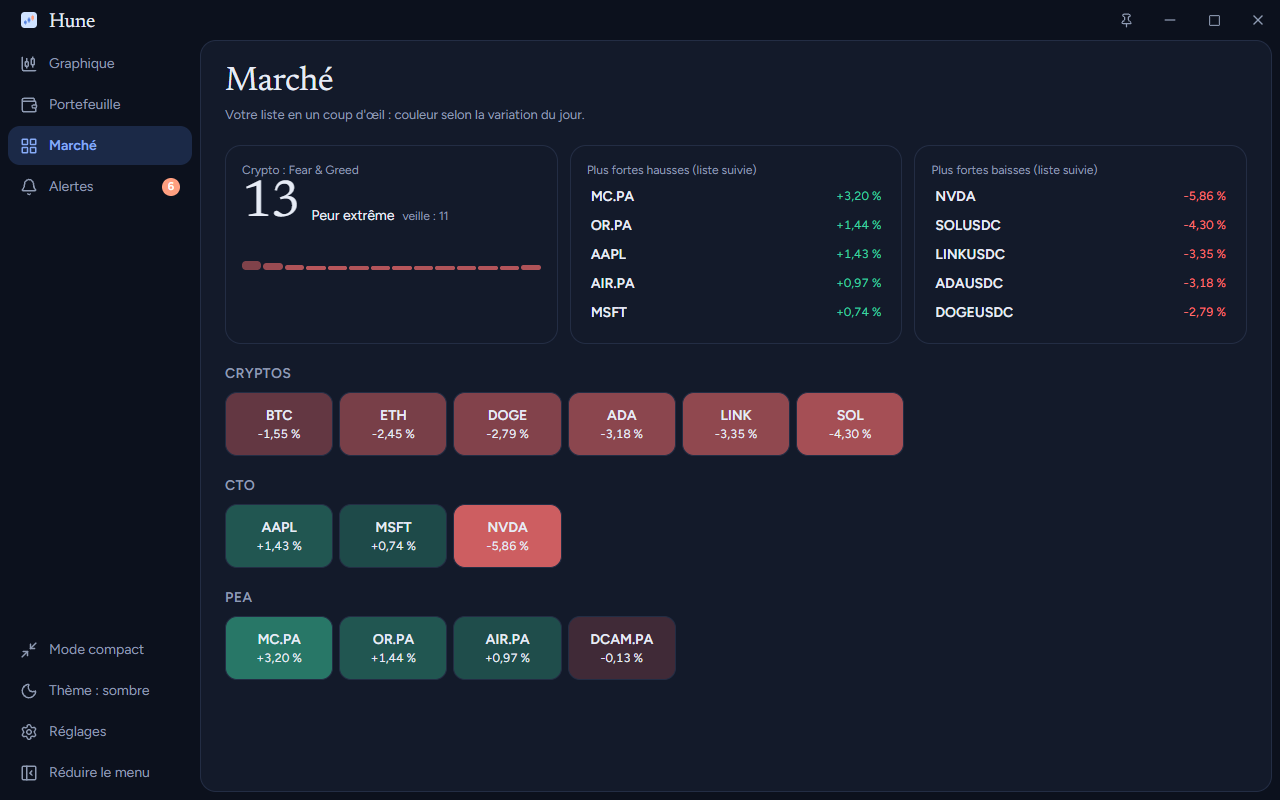 Hune
Graphique
Portefeuille
Marché
Alertes 6
Mode compact
Thème : sombre
Réglages
Réduire le menu
Marché
Votre liste en un coup d'œil : couleur selon la variation du jour.
Crypto : Fear & Greed
13 Peur extrême veille : 11
Plus fortes hausses (liste suivie)
MC.PA +3,20 %
OR.PA +1,44 %
AAPL +1,43 %
AIR.PA +0,97 %
MSFT +0,74 %
Plus fortes baisses (liste suivie)
NVDA -5,86 %
SOLUSDC -4,30 %
LINKUSDC -3,35 %
ADAUSDC -3,18 %
DOGEUSDC -2,79 %
CRYPTOS
BTC ETH DOGE ADA LINK SOL
-1,55 % -2,45 % -2,79 % -3,18 % -3,35 % -4,30 %
CTO
AAPL MSFT NVDA
+1,43 % +0,74 % -5,86 %
PEA
MC.PA OR.PA AIR.PA DCAM.PA
+3,20 % +1,44 % +0,97 % -0,13 %